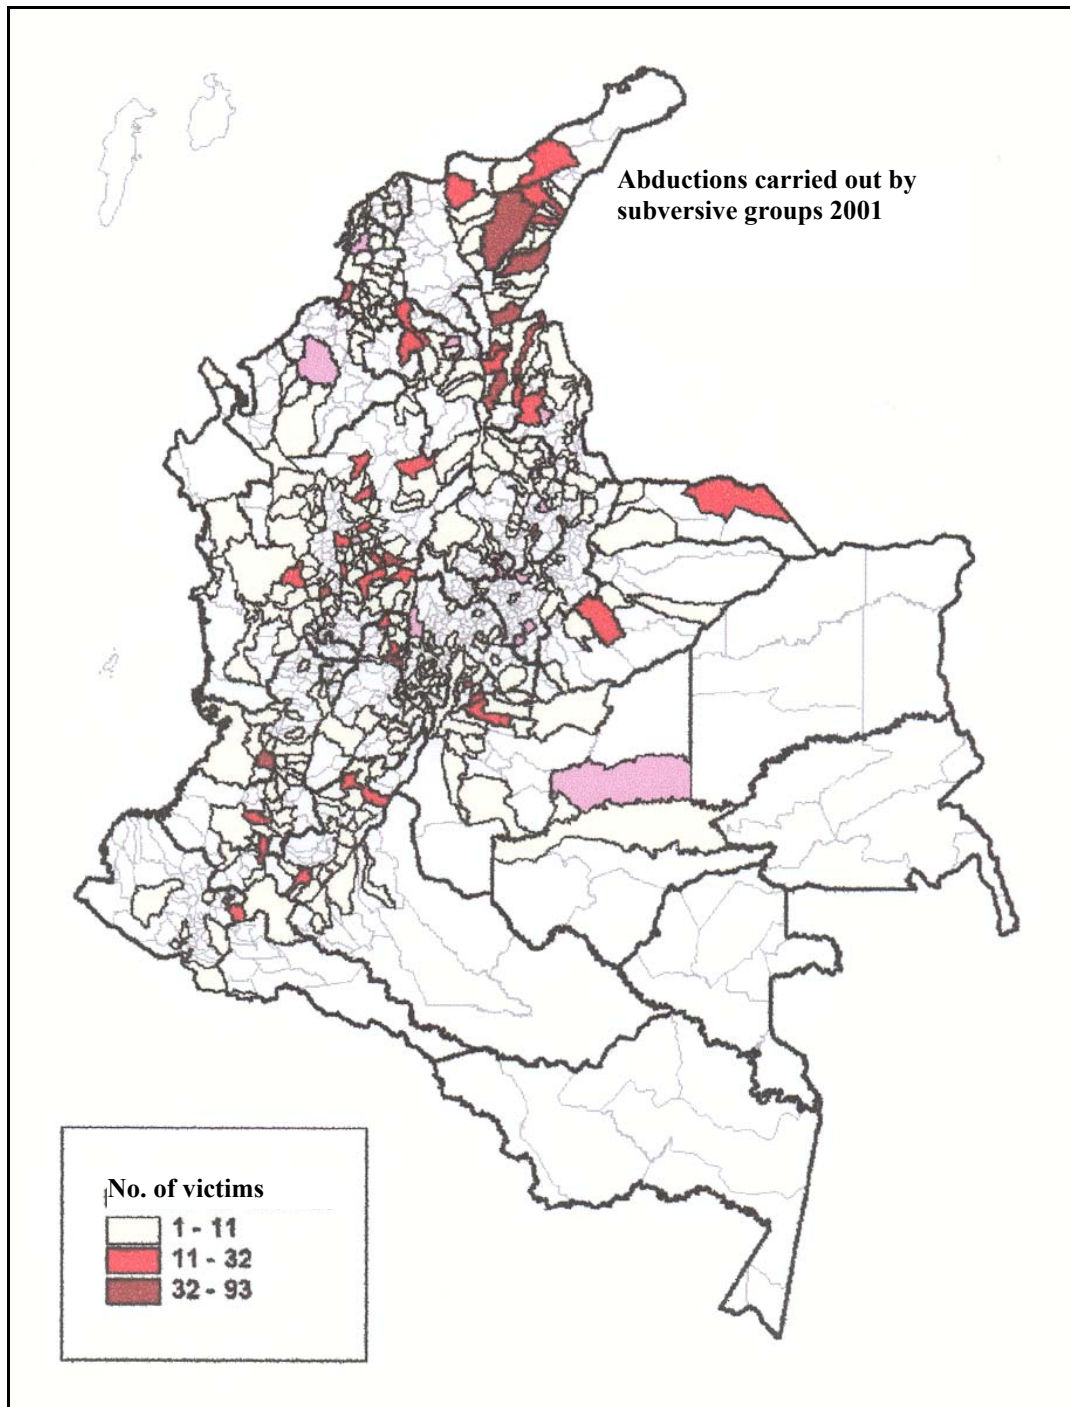 Abductions carried out by
subversive groups 2001
No. of victims
1 - 11
11 - 32
32 - 93